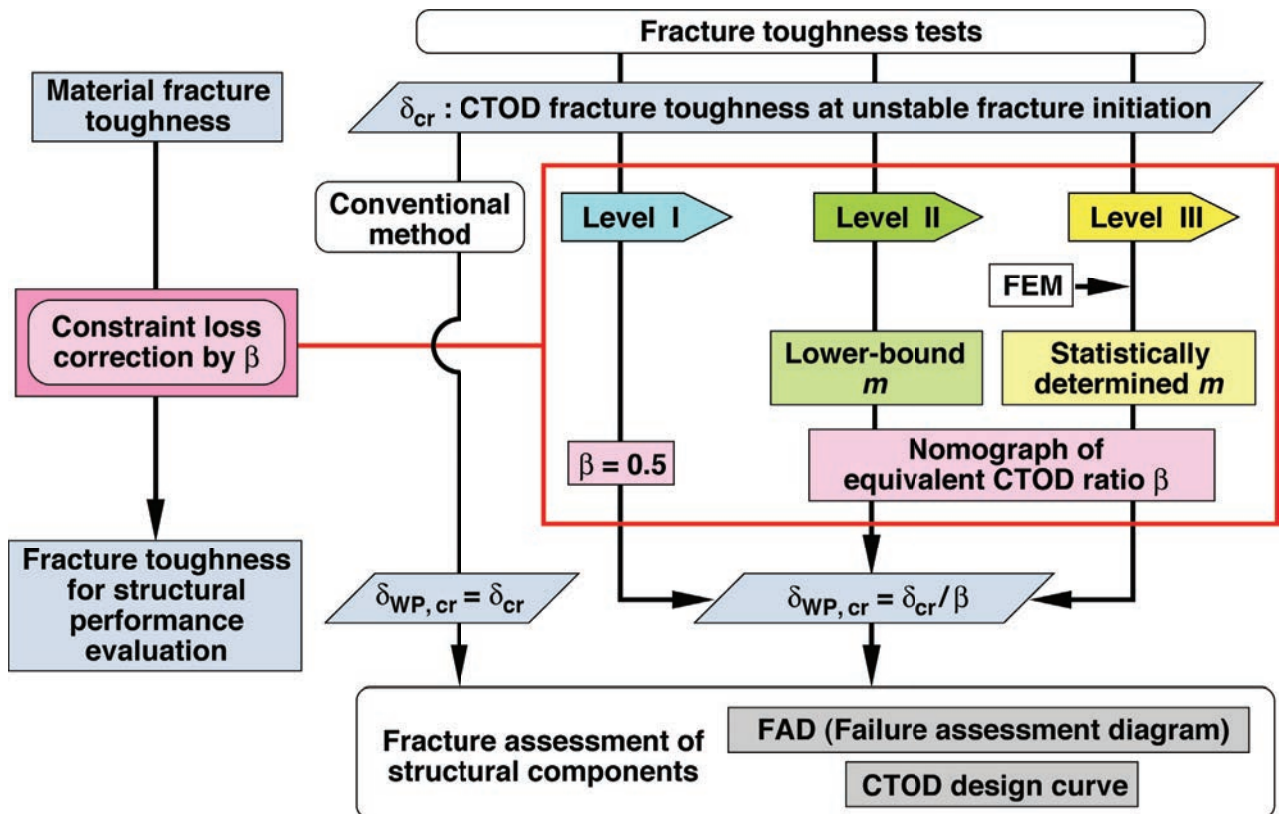 Fracture toughness tests
Material fracture
toughness
δcr : CTOD fracture toughness at unstable fracture initiation
Conventional
method
Level I
Level II
Level III
FEM
Constraint loss
correction by β
Lower-bound
m
Statistically
determined m
β = 0.5
Nomograph of
equivalent CTOD ratio β
Fracture toughness
for structural
performance
evaluation
δWP, cr = δcr
δWP, cr = δcr/β
Fracture assessment of
structural components
FAD (Failure assessment diagram)
CTOD design curve